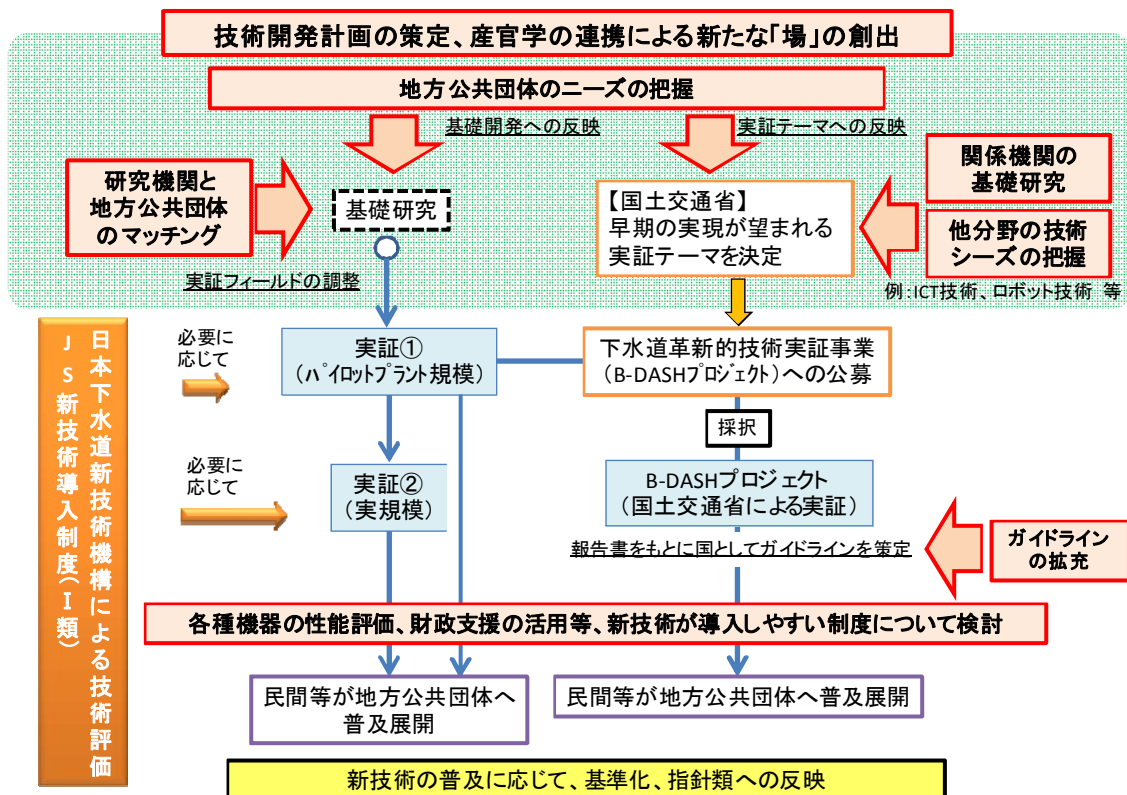 技術開発計画の策定、産官学の連携による新たな「場」の創出
地方公共団体のニーズの把握
基礎開発への反映
実証テーマへの反映
研究機関と
地方公共団体
のマッチング
基礎研究
【国土交通省】
早期の実現が望まれる
実証テーマを決定
関係機関の
基礎研究
他分野の技術
シーズの把握
例：ICT技術、ロボット技術 等
実証フィールドの調整
日本下水道新技術機構による技術評価
ＪＳ新技術導入制度（Ⅰ類）
必要に
応じて
実証①
（ﾊﾟｲﾛｯﾄﾌﾟﾗﾝﾄ規模）
下水道革新的技術実証事業
（B-DASHﾌﾟﾛｼﾞｪｸﾄ）への公募
採択
必要に
応じて
実証②
（実規模）
B-DASHプロジェクト
（国土交通省による実証）
報告書をもとに国としてガイドラインを策定
ガイドライン
の拡充
各種機器の性能評価、財政支援の活用等、新技術が導入しやすい制度について検討
民間等が地方公共団体へ
普及展開
民間等が地方公共団体へ普及展開
新技術の普及に応じて、基準化、指針類への反映